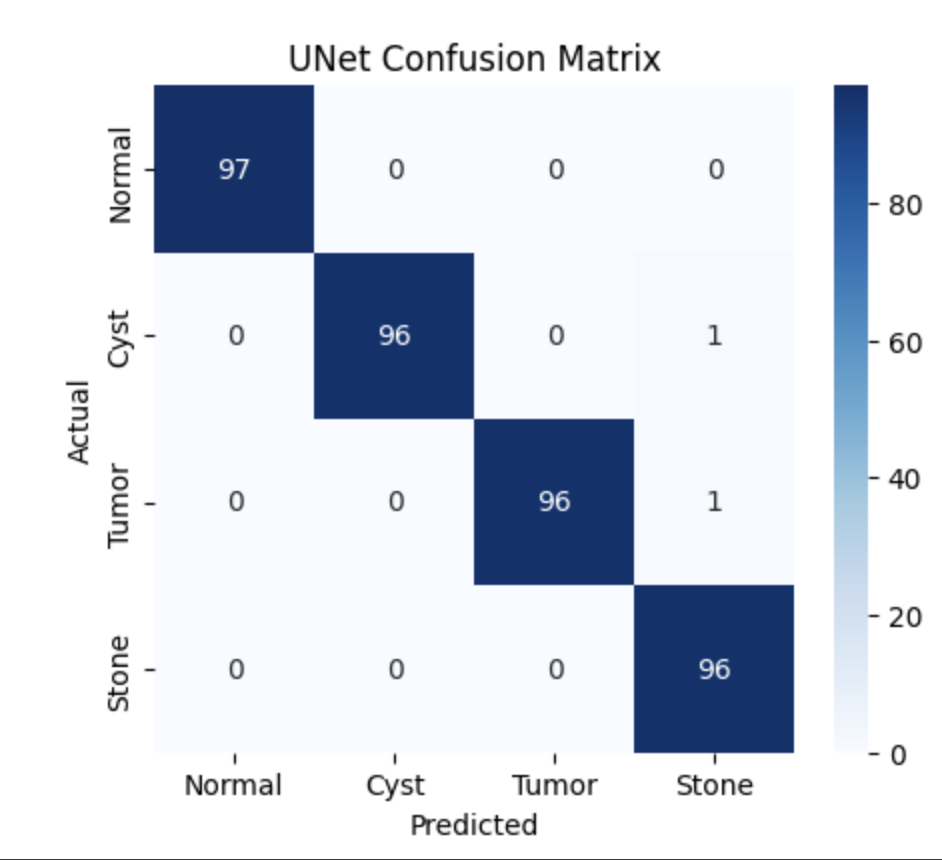 UNet Confusion Matrix
Normal 97 0 0 0
Cyst 0 96 0 1
Tumor 0 0 96 1
Stone 0 0 0 96
Normal Cyst Tumor Stone
Predicted
Actual
80
60
40
20
0